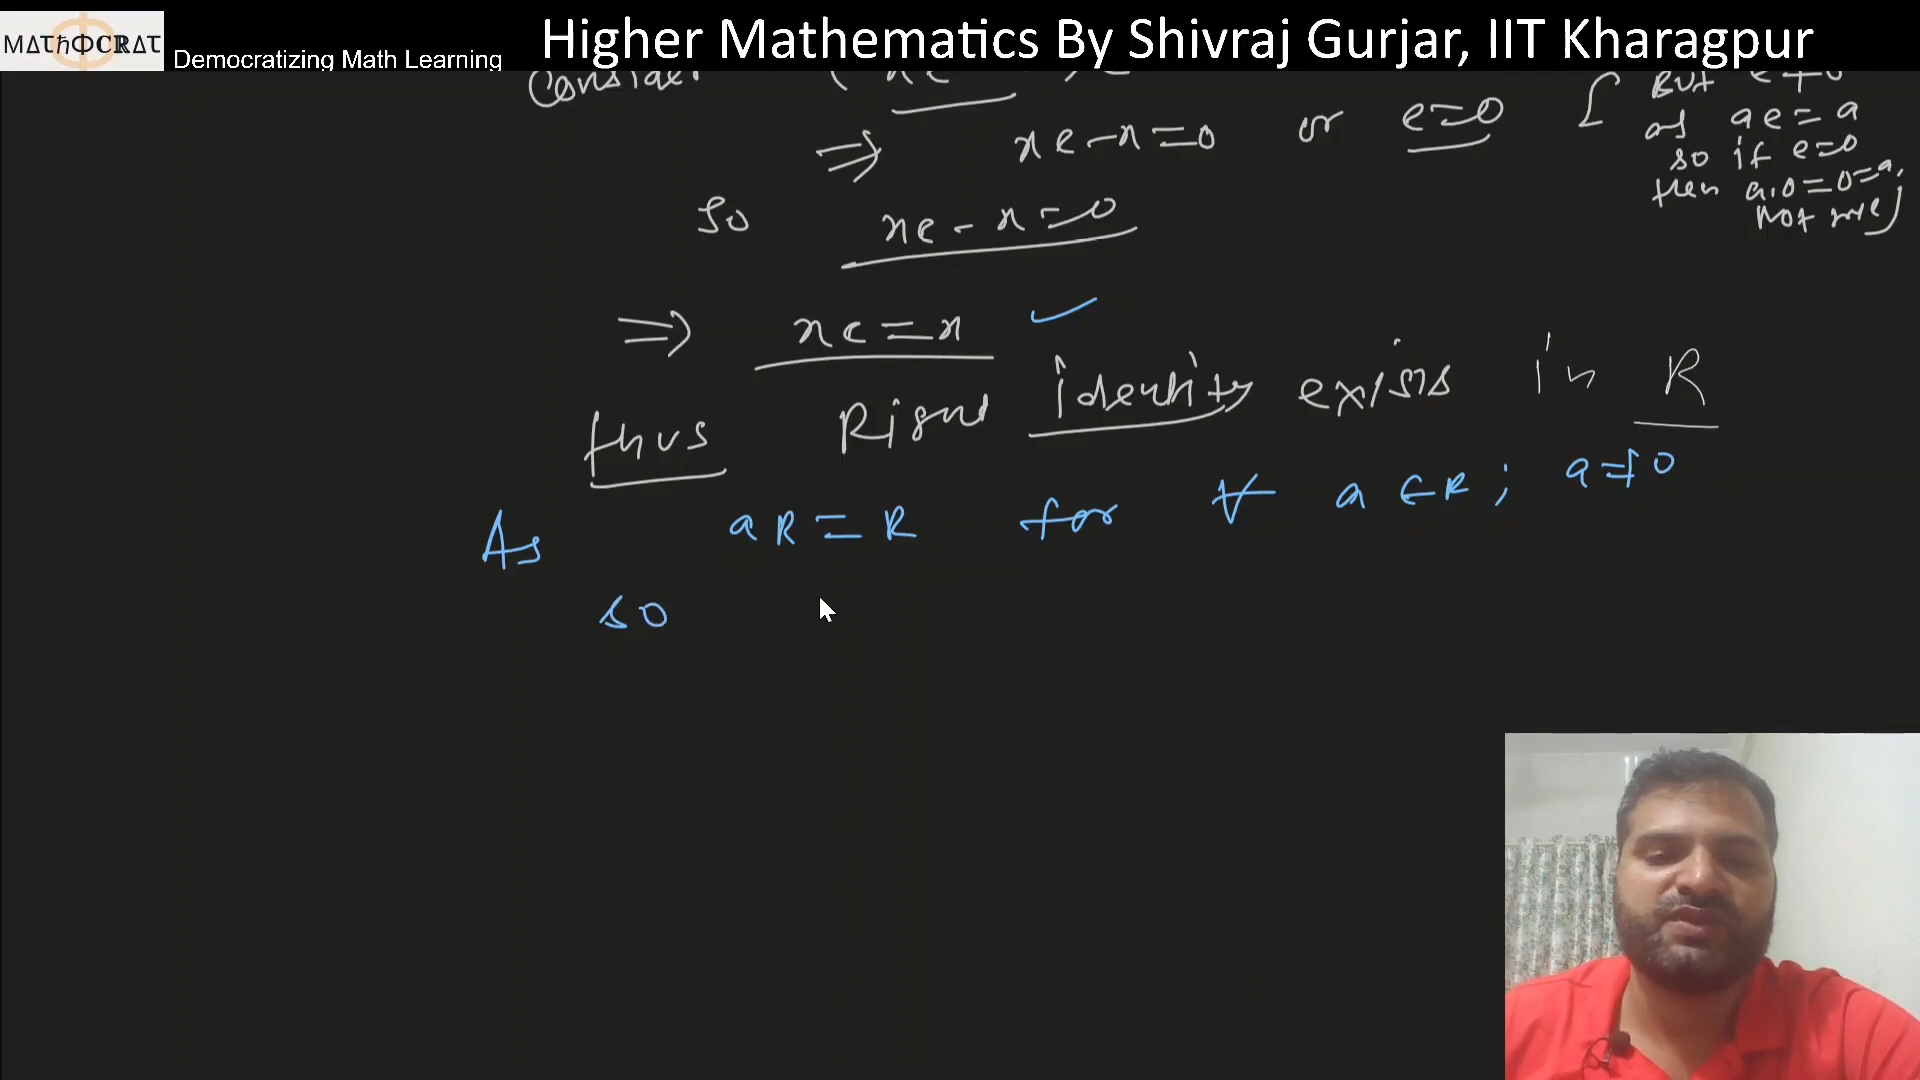 MΔτℏΦCRΔτ
Democratizing Math Learning
Higher Mathematics By Shivraj Gurjar, IIT Kharagpur
Consider
⇒ xe-x=0 or e=0
[But e≠0
as ae=a
so if e=0
then a.0=0=a,
not true]
So xe-x=0
⇒ xe=x ✓
thus Right identity exists in R
As aR=R for ∀ a∈R; a≠0
so